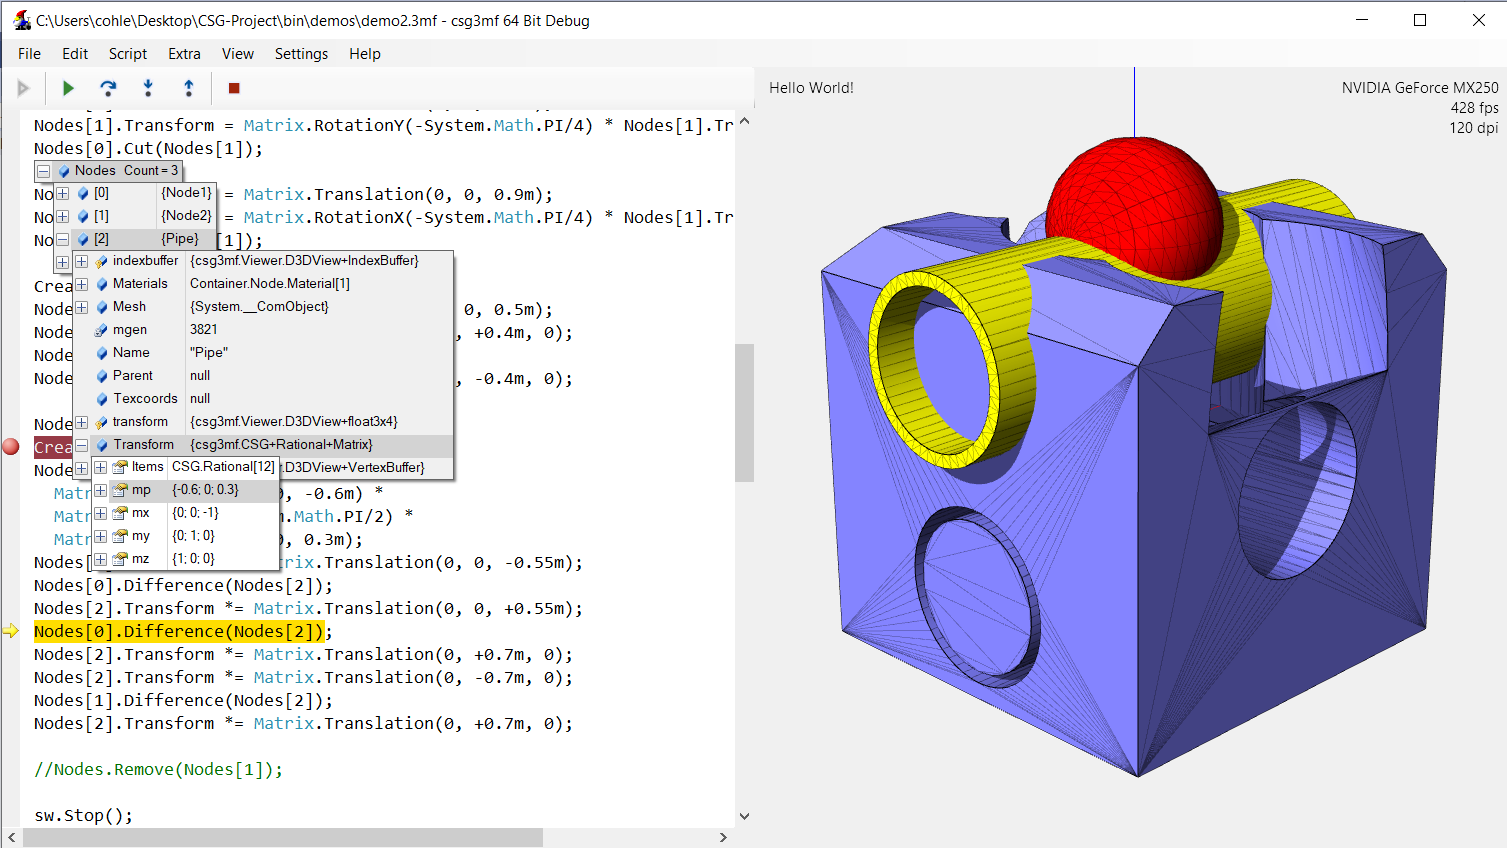 C:\Users\cohle\Desktop\CSG-Project\bin\demos\demo2.3mf - csg3mf 64 Bit Debug
File Edit Script Extra View Settings Help
Hello World!
NVIDIA GeForce MX250
428 fps
120 dpi
Nodes[1].Transform = Matrix.RotationY(-System.Math.PI/4) * Nodes[1].Tr
Nodes[0].Cut(Nodes[1]);
Nodes Count = 3
No = Matrix.Translation(0, 0, 0.9m);
[0] {Node1}
[1] {Node2}
No = Matrix.RotationX(-System.Math.PI/4) * Nodes[1].Tr
[2] {Pipe}
No [1]);
indexbuffer {csg3mf.Viewer.D3DView+IndexBuffer}
Crea
Materials Container.Node.Material[1]
Node 0, 0.5m);
Mesh {System.__ComObject}
Node , +0.4m, 0);
mgen 3821
Node
Name "Pipe"
Node , -0.4m, 0);
Parent null
Texcoords null
Node
transform {csg3mf.Viewer.D3DView+float3x4}
Crea
Transform {csg3mf.CSG+Rational+Matrix}
Node
Items CSG.Rational[12]
.D3DView+VertexBuffer}
Matr , -0.6m) *
mp {-0.6; 0; 0.3}
Matr .Math.PI/2) *
mx {0; 0; -1}
Matr , 0.3m);
my {0; 1; 0}
Nodes[ rix.Translation(0, 0, -0.55m);
mz {1; 0; 0}
Nodes[0].Difference(Nodes[2]);
Nodes[2].Transform *= Matrix.Translation(0, 0, +0.55m);
Nodes[0].Difference(Nodes[2]);
Nodes[2].Transform *= Matrix.Translation(0, +0.7m, 0);
Nodes[2].Transform *= Matrix.Translation(0, -0.7m, 0);
Nodes[1].Difference(Nodes[2]);
Nodes[2].Transform *= Matrix.Translation(0, +0.7m, 0);
//Nodes.Remove(Nodes[1]);
sw.Stop();